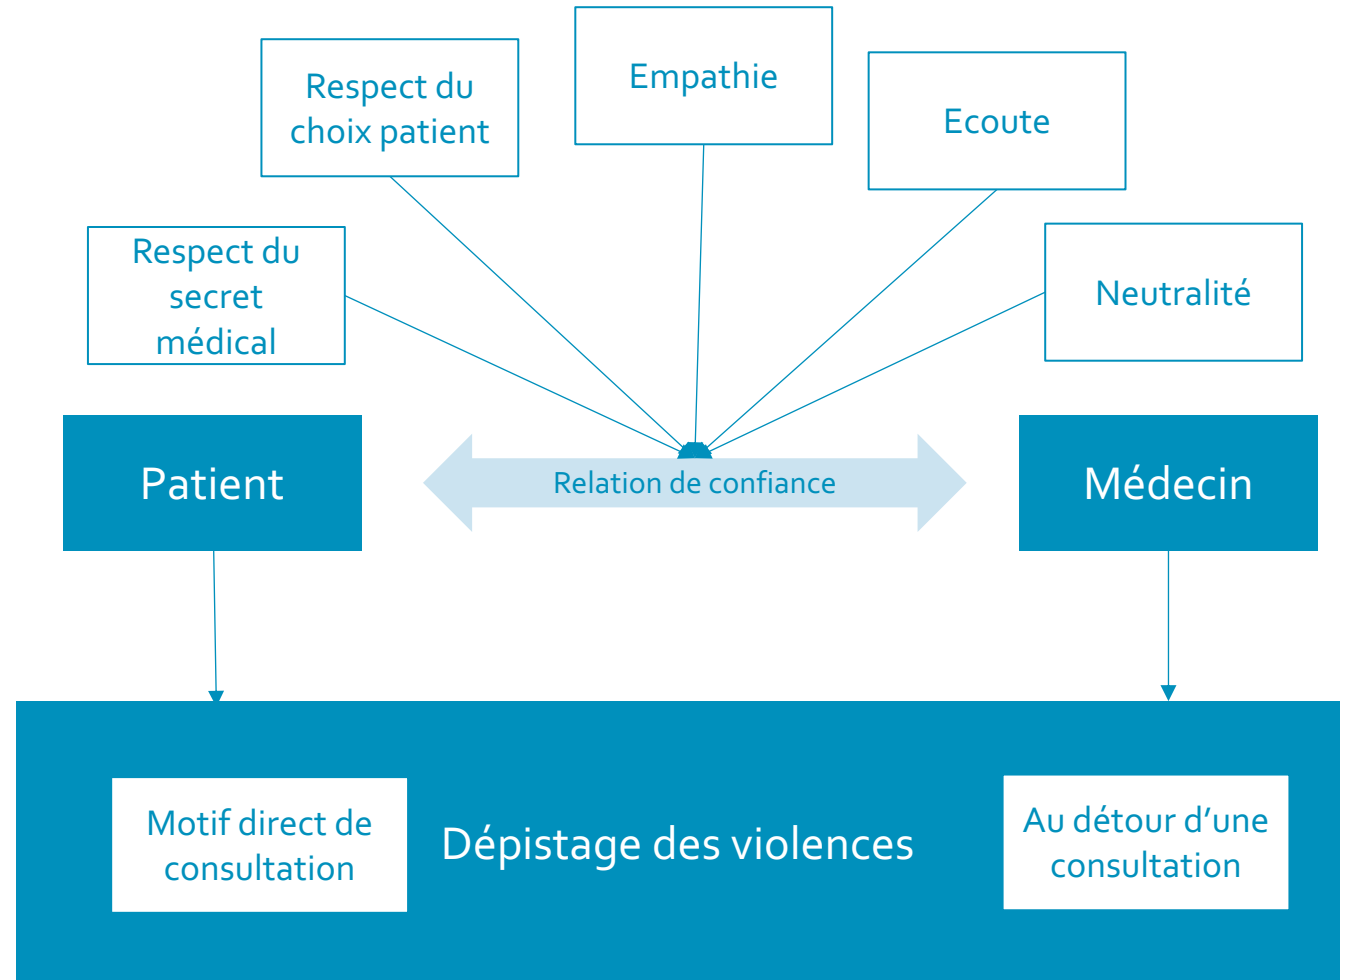 Empathie
Respect du
choix patient
Ecoute
Respect du
secret
médical
Neutralité
Patient
Relation de confiance
Médecin
Motif direct de
consultation
Dépistage des violences
Au détour d’une
consultation